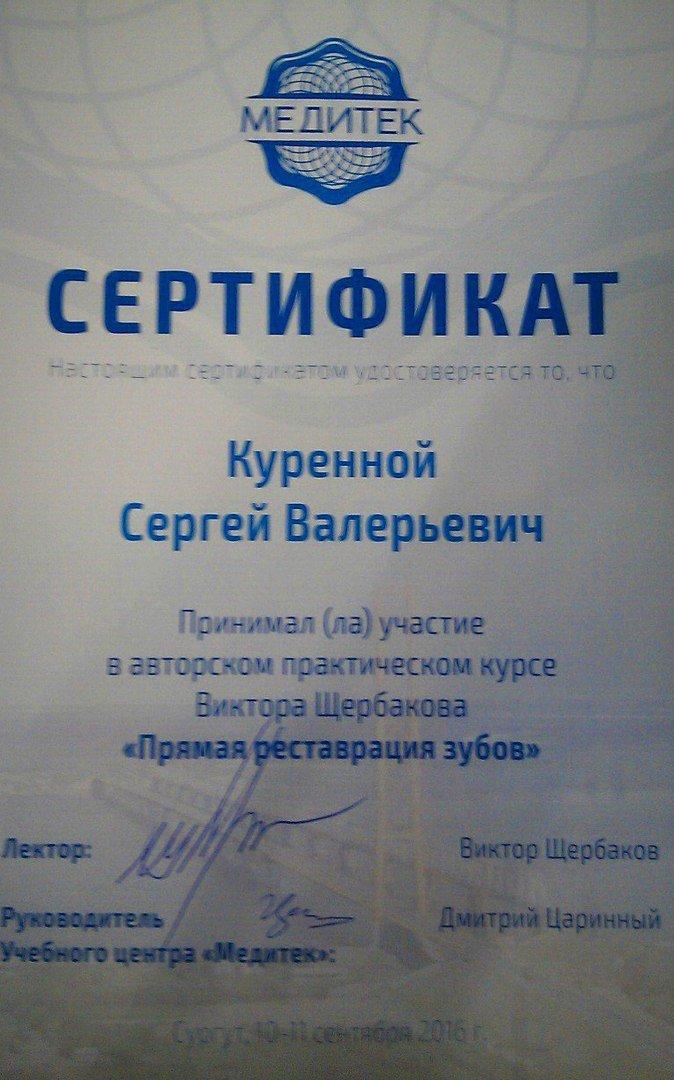 МЕДИТЕК
СЕРТИФИКАТ
Настоящим сертификатом удостоверяется то, что
Куренной
Сергей Валерьевич
Принимал (ла) участие
в авторском практическом курсе
Виктора Щербакова
«Прямая реставрация зубов»
Лектор: Виктор Щербаков
Руководитель Дмитрий Царинный
Учебного центра «Медитек»:
Сургут, 10-11 сентября 2016 г.